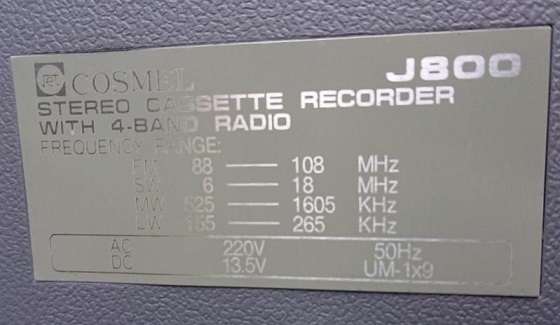 JET COSMEL J800
STEREO CASSETTE RECORDER
WITH 4-BAND RADIO
FREQUENCY RANGE:
FM 88 — 108 MHz
SW 6 — 18 MHz
MW 525 — 1605 KHz
LW 155 — 265 KHz
AC 220V 50Hz
DC 13.5V UM-1x9